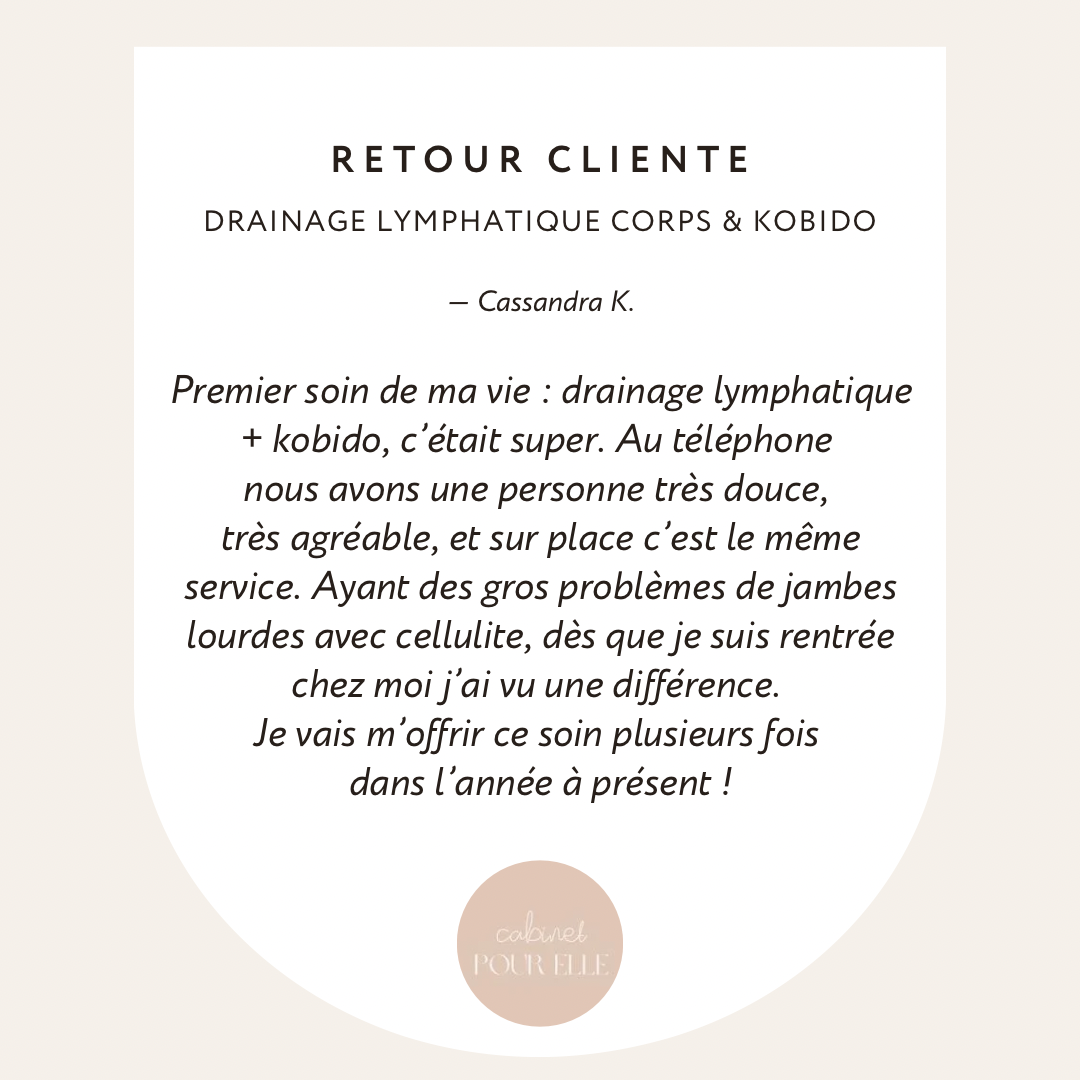 RETOUR CLIENTE
DRAINAGE LYMPHATIQUE CORPS & KOBIDO
– Cassandra K.
Premier soin de ma vie : drainage lymphatique
+ kobido, c’était super. Au téléphone
nous avons une personne très douce,
très agréable, et sur place c’est le même
service. Ayant des gros problèmes de jambes
lourdes avec cellulite, dès que je suis rentrée
chez moi j’ai vu une différence.
Je vais m’offrir ce soin plusieurs fois
dans l’année à présent !
cabinet
POUR ELLE